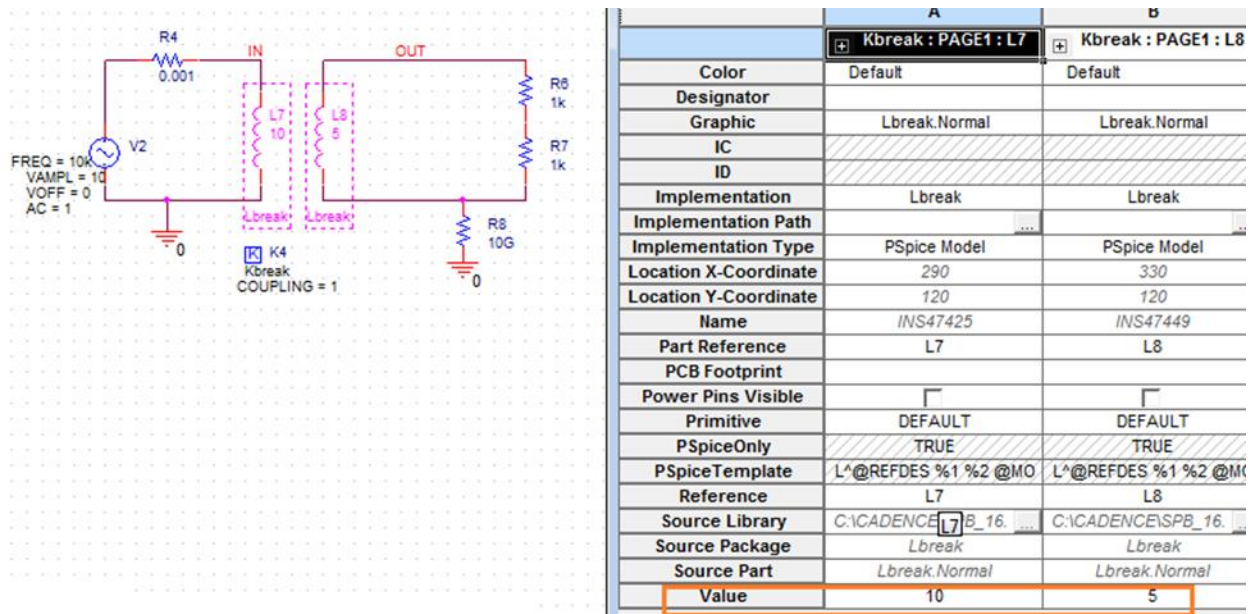 R4
0.001
IN
OUT
L7
10
L8
5
R6
1k
R7
1k
V2
FREQ = 10k
VAMPL = 10
VOFF = 0
AC = 1
Lbreak
Lbreak
R8
10G
0
0
K K4
Kbreak
COUPLING = 1
A B
Kbreak : PAGE1 : L7 Kbreak : PAGE1 : L8
Color Default Default
Designator
Graphic Lbreak.Normal Lbreak.Normal
IC
ID
Implementation Lbreak Lbreak
Implementation Path ...
Implementation Type PSpice Model PSpice Model
Location X-Coordinate 290 330
Location Y-Coordinate 120 120
Name INS47425 INS47449
Part Reference L7 L8
PCB Footprint
Power Pins Visible
Primitive DEFAULT DEFAULT
PSpiceOnly TRUE TRUE
PSpiceTemplate L^@REFDES %1 %2 @MO L^@REFDES %1 %2 @MO
Reference L7 L8
Source Library C:\CADENCE L7 B_16. ... C:\CADENCE\SPB_16.
Source Package Lbreak Lbreak
Source Part Lbreak.Normal Lbreak.Normal
Value 10 5